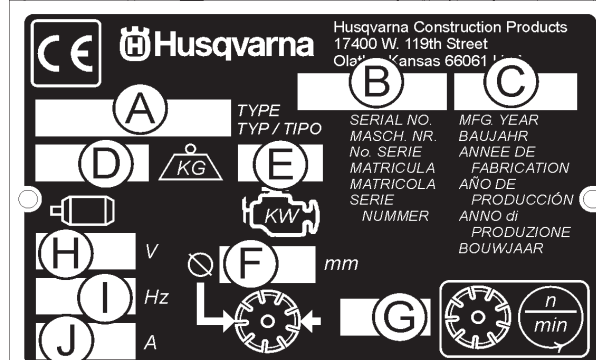 CE
Husqvarna
Husqvarna Construction Products
17400 W. 119th Street
Kansas 66061
A
B
C
TYPE
TYP / TIPO
SERIAL NO.
MASCH. NR.
No. SERIE
MATRICULA
MATRICOLA
SERIE
NUMMER
MFG. YEAR
BAUJAHR
ANNEE DE
FABRICATION
AÑO DE
PRODUCCIÓN
ANNO di
PRODUZIONE
BOUWJAAR
D
KG
E
KW
H
V
F
mm
I
Hz
G
n
min
J
A